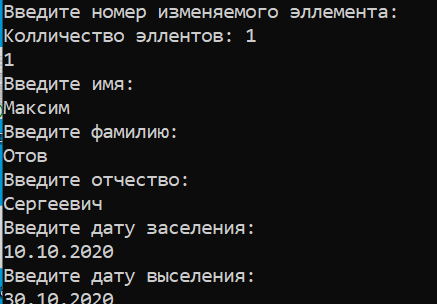 Введите номер изменяемого эллемента:
Колличество эллентов: 1
1
Введите имя:
Максим
Введите фамилию:
Отов
Введите отчество:
Сергеевич
Введите дату заселения:
10.10.2020
Введите дату выселения:
30.10.2020